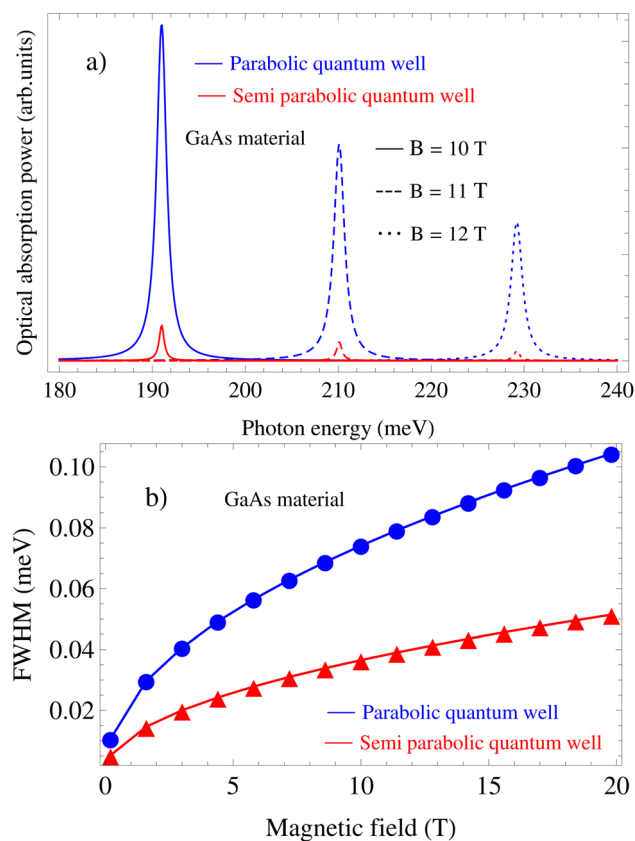 a)
Parabolic quantum well
Semi parabolic quantum well
GaAs material
B = 10 T
B = 11 T
B = 12 T
Optical absorption power (arb.units)
180 190 200 210 220 230 240
Photon energy (meV)
b)
GaAs material
FWHM (meV)
0.10
0.08
0.06
0.04
0.02
Parabolic quantum well
Semi parabolic quantum well
0 5 10 15 20
Magnetic field (T)